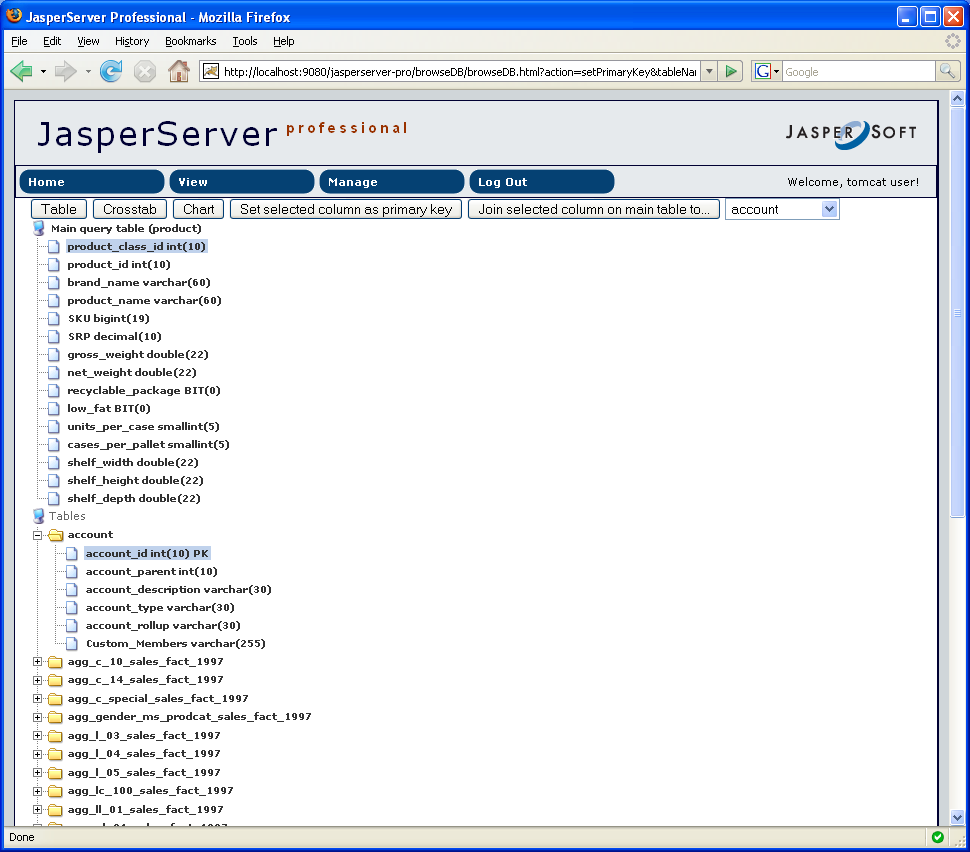 JasperServer Professional - Mozilla Firefox
File Edit View History Bookmarks Tools Help
http://localhost:9080/jasperserver-pro/browseDB/browseDB.html?action=setPrimaryKey&tableNar
G Google
JasperServer professional
JASPERSOFT
Home View Manage Log Out Welcome, tomcat user!
Table Crosstab Chart Set selected column as primary key Join selected column on main table to... account
Main query table (product)
product_class_id int(10)
product_id int(10)
brand_name varchar(60)
product_name varchar(60)
SKU bigint(19)
SRP decimal(10)
gross_weight double(22)
net_weight double(22)
recyclable_package BIT(0)
low_fat BIT(0)
units_per_case smallint(5)
cases_per_pallet smallint(5)
shelf_width double(22)
shelf_height double(22)
shelf_depth double(22)
Tables
account
account_id int(10) PK
account_parent int(10)
account_description varchar(30)
account_type varchar(30)
account_rollup varchar(30)
Custom_Members varchar(255)
agg_c_10_sales_fact_1997
agg_c_14_sales_fact_1997
agg_c_special_sales_fact_1997
agg_gender_ms_prodcat_sales_fact_1997
agg_l_03_sales_fact_1997
agg_l_04_sales_fact_1997
agg_l_05_sales_fact_1997
agg_lc_100_sales_fact_1997
agg_ll_01_sales_fact_1997
Done